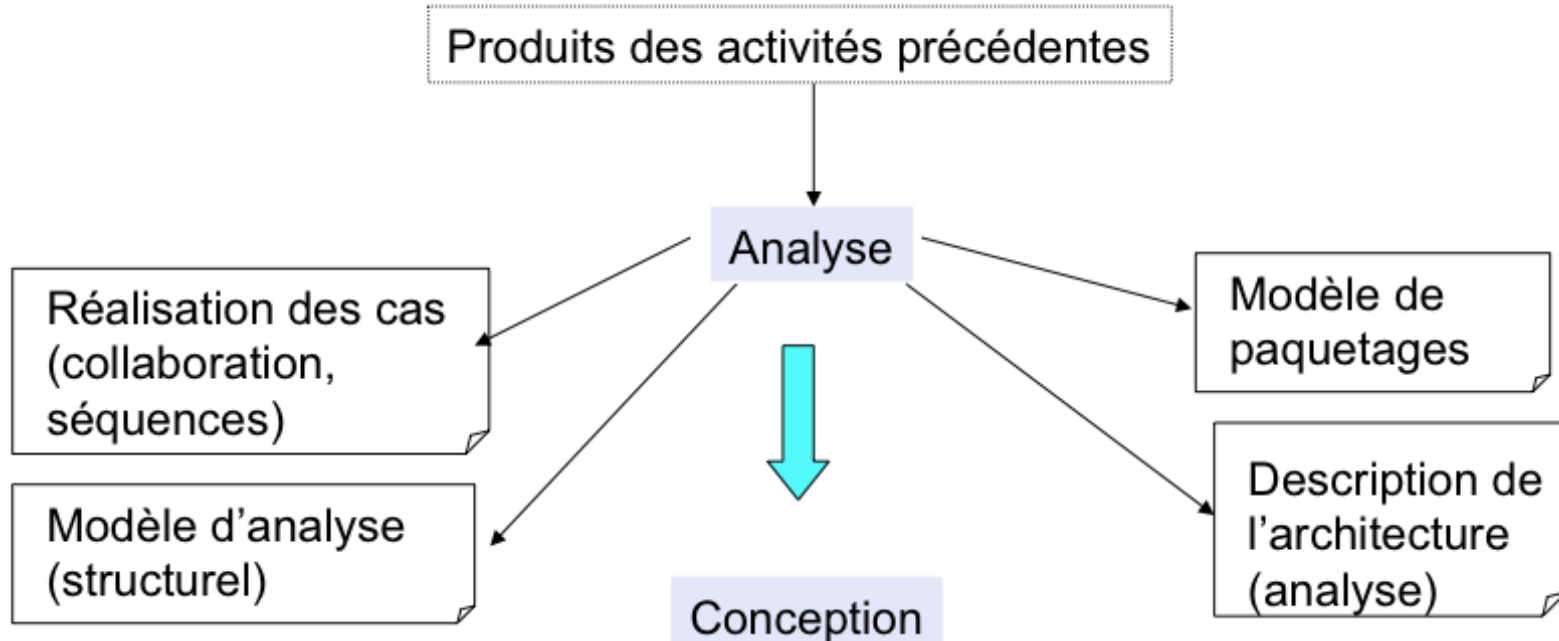 Produits des activités précédentes
Analyse
Réalisation des cas
(collaboration,
séquences)
Modèle d'analyse
(structurel)
Modèle de
paquetages
Description de
l'architecture
(analyse)
Conception